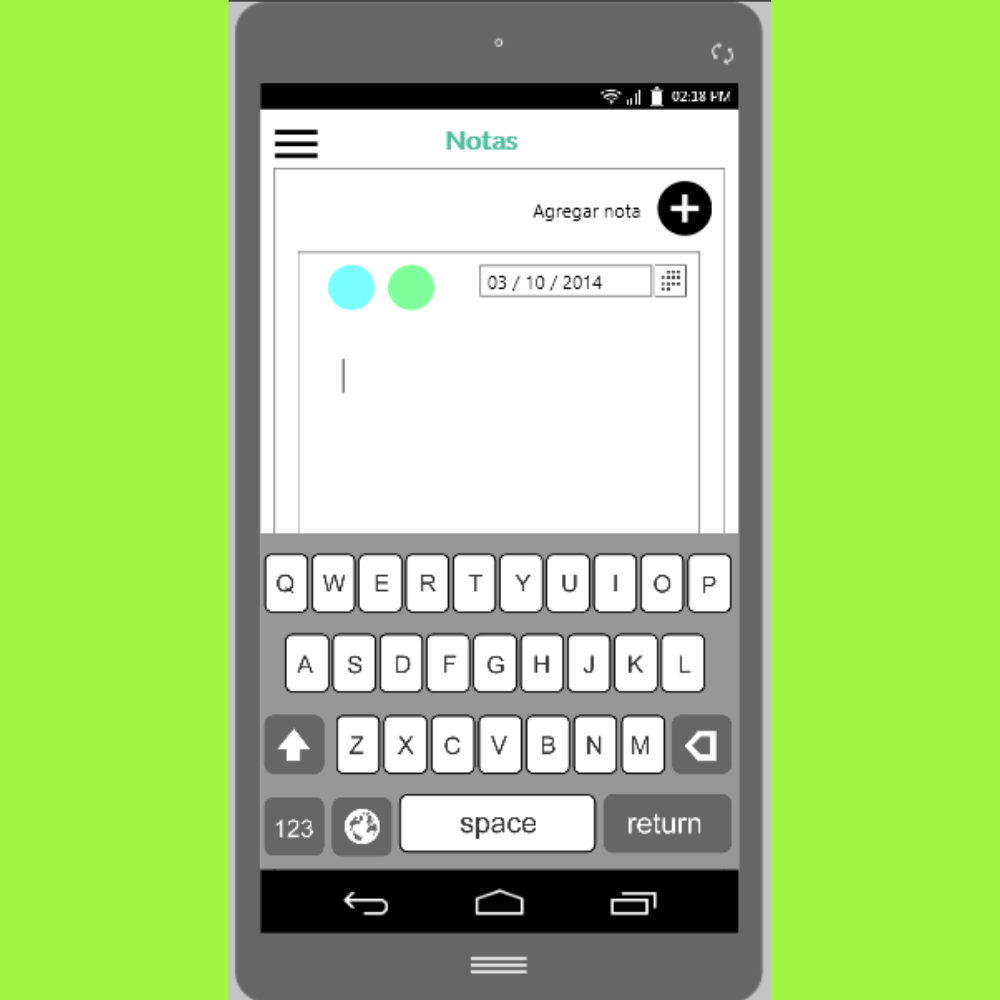 02:18 PM
Notas
Agregar nota
03 / 10 / 2014
Q W E R T Y U I O P
A S D F G H J K L
Z X C V B N M
123 space return